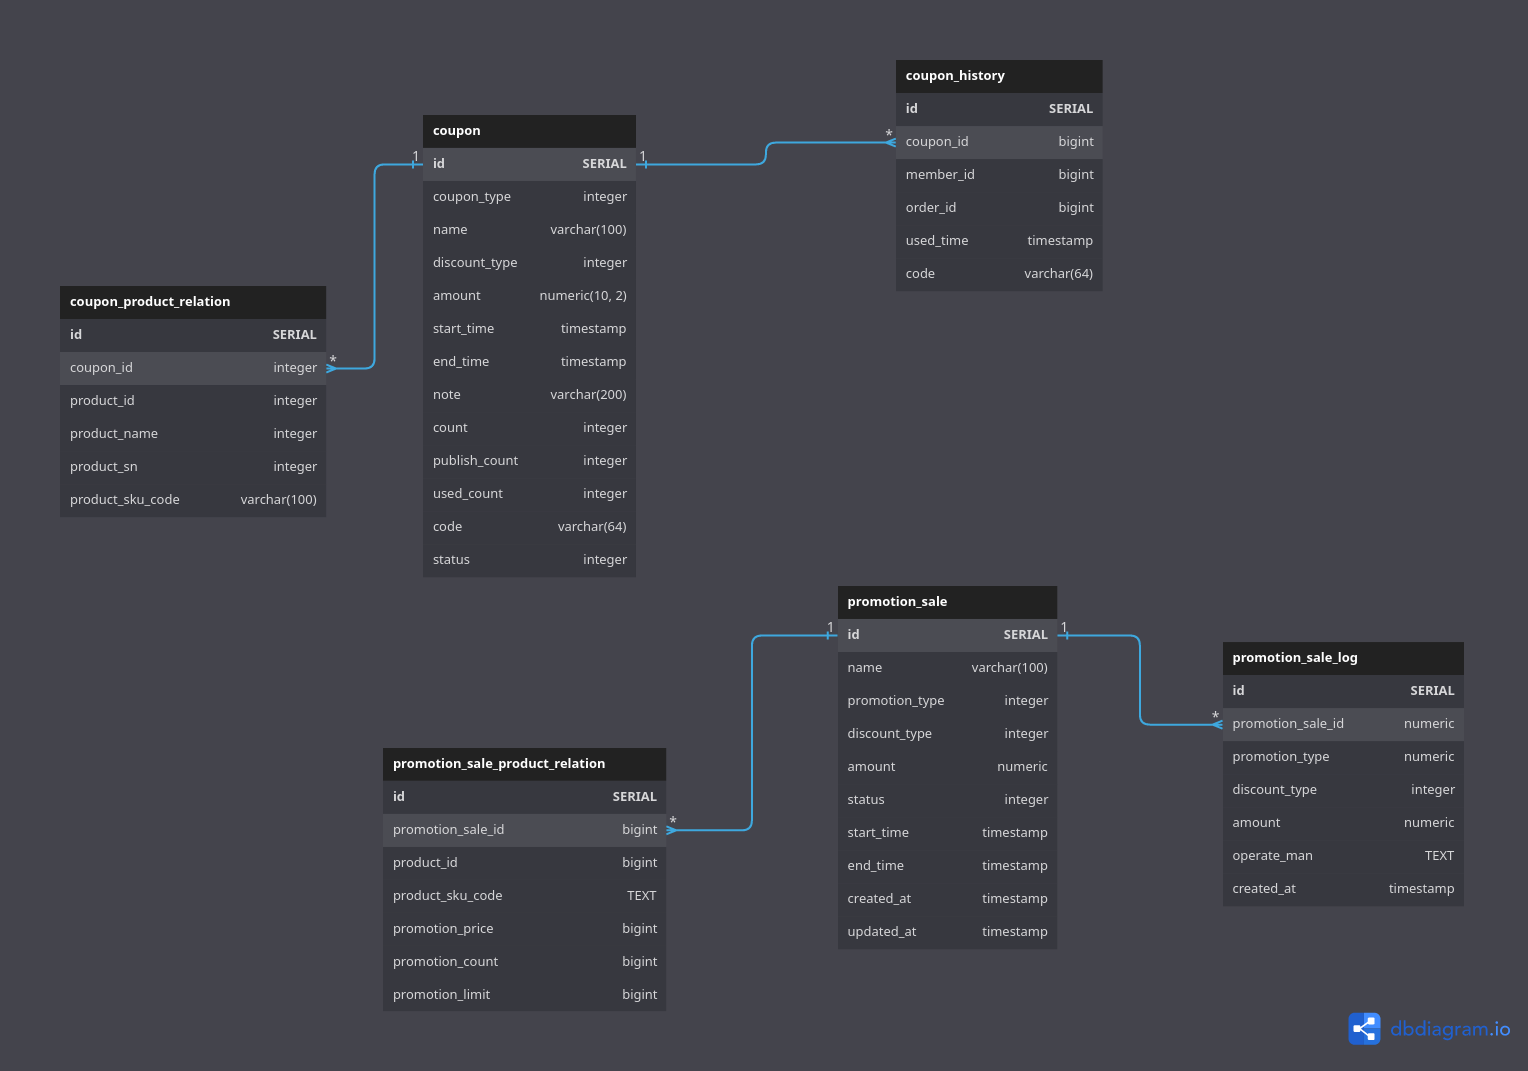 coupon_history
id SERIAL
coupon_id bigint
member_id bigint
order_id bigint
used_time timestamp
code varchar(64)
*
coupon
id SERIAL
coupon_type integer
name varchar(100)
discount_type integer
amount numeric(10, 2)
start_time timestamp
end_time timestamp
note varchar(200)
count integer
publish_count integer
used_count integer
code varchar(64)
status integer
1
1
coupon_product_relation
id SERIAL
coupon_id integer
product_id integer
product_name integer
product_sn integer
product_sku_code varchar(100)
*
promotion_sale
id SERIAL
name varchar(100)
promotion_type integer
discount_type integer
amount numeric
status integer
start_time timestamp
end_time timestamp
created_at timestamp
updated_at timestamp
1
1
promotion_sale_log
id SERIAL
promotion_sale_id numeric
promotion_type numeric
discount_type integer
amount numeric
operate_man TEXT
created_at timestamp
*
promotion_sale_product_relation
id SERIAL
promotion_sale_id bigint
product_id bigint
product_sku_code TEXT
promotion_price bigint
promotion_count bigint
promotion_limit bigint
*
dbdiagram.io